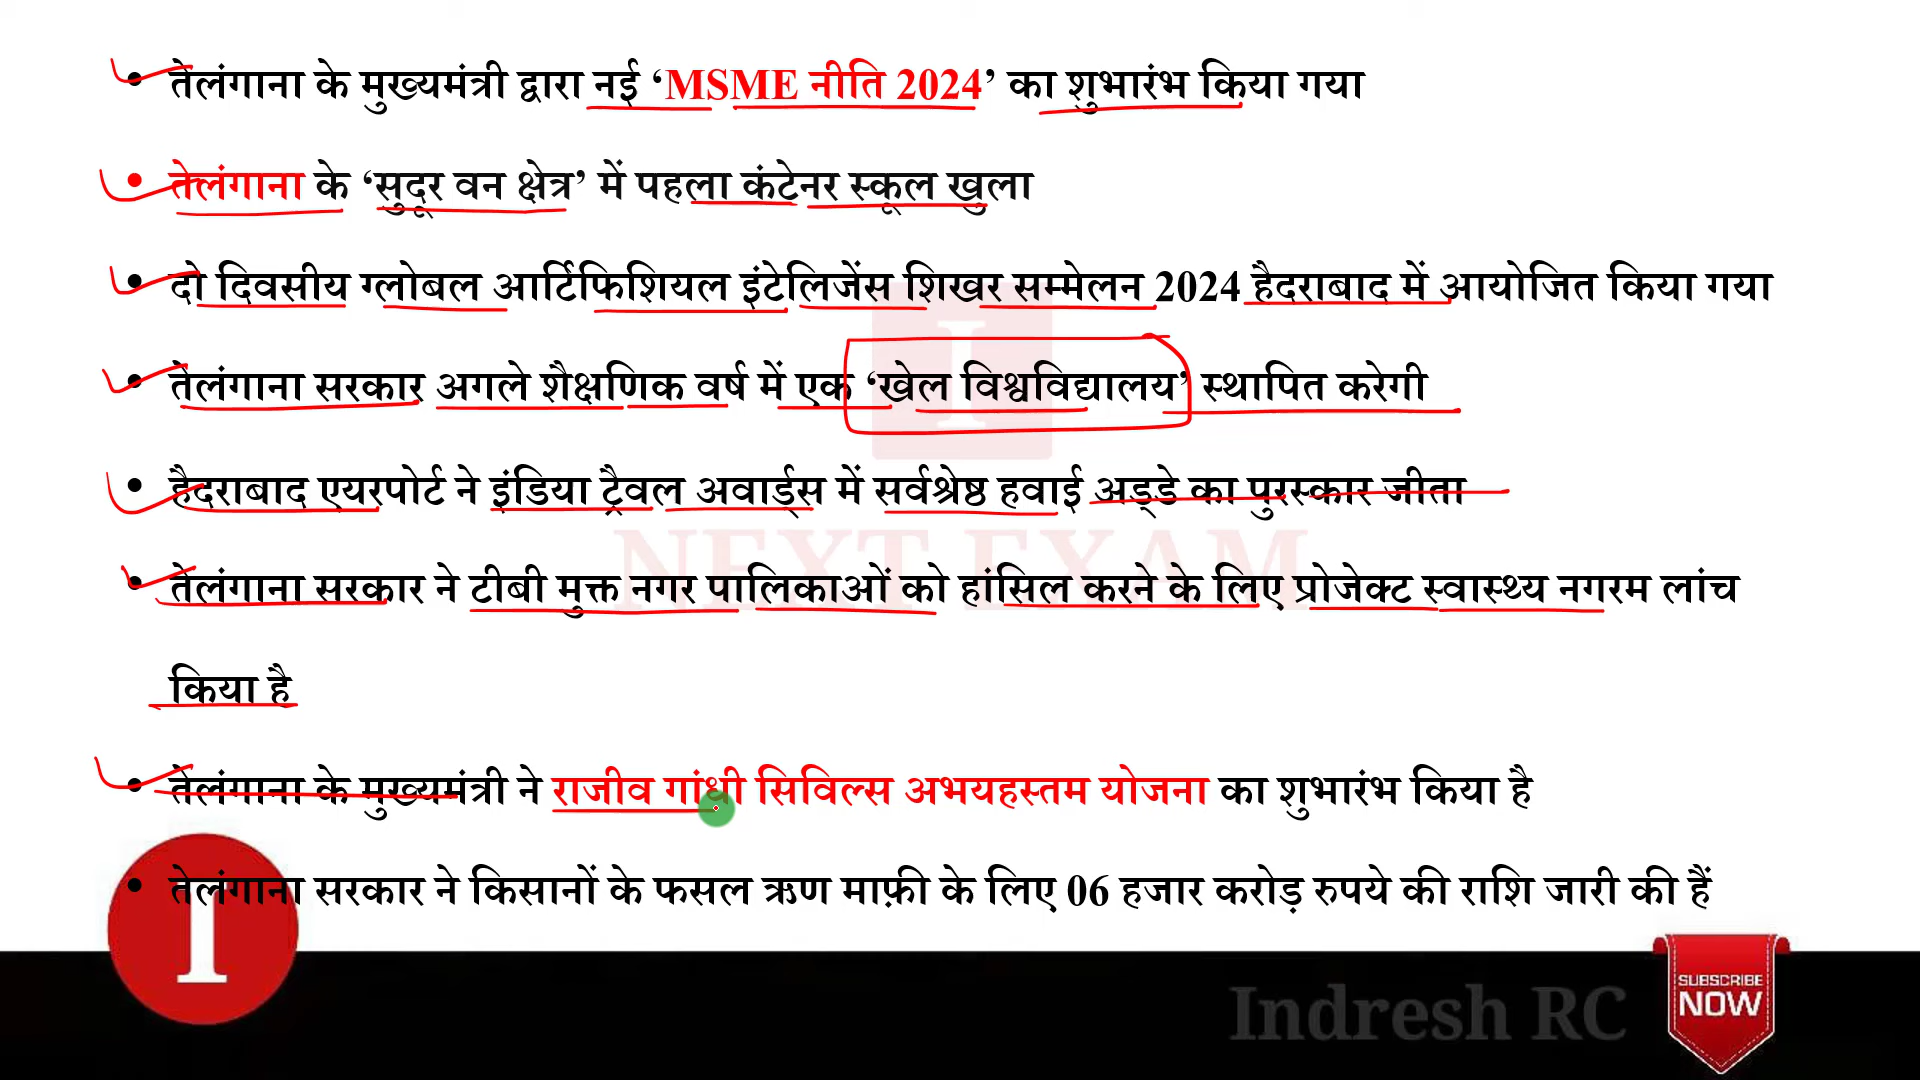 • तेलंगाना के मुख्यमंत्री द्वारा नई ‘MSME नीति 2024’ का शुभारंभ किया गया
• तेलंगाना के ‘सुदूर वन क्षेत्र’ में पहला कंटेनर स्कूल खुला
• दो दिवसीय ग्लोबल आर्टिफिशियल इंटेलिजेंस शिखर सम्मेलन 2024 हैदराबाद में आयोजित किया गया
• तेलंगाना सरकार अगले शैक्षणिक वर्ष में एक ‘खेल विश्वविद्यालय’ स्थापित करेगी
• हैदराबाद एयरपोर्ट ने इंडिया ट्रैवल अवार्ड्स में सर्वश्रेष्ठ हवाई अड्डे का पुरस्कार जीता
NEXT EXAM
• तेलंगाना सरकार ने टीबी मुक्त नगर पालिकाओं को हांसिल करने के लिए प्रोजेक्ट स्वास्थ्य नगरम लांच
किया है
• तेलंगाना के मुख्यमंत्री ने राजीव गांधी सिविल्स अभयहस्तम योजना का शुभारंभ किया है
• तेलंगाना सरकार ने किसानों के फसल ऋण माफ़ी के लिए 06 हजार करोड़ रुपये की राशि जारी की हैं
I
Indresh RC
SUBSCRIBE
NOW